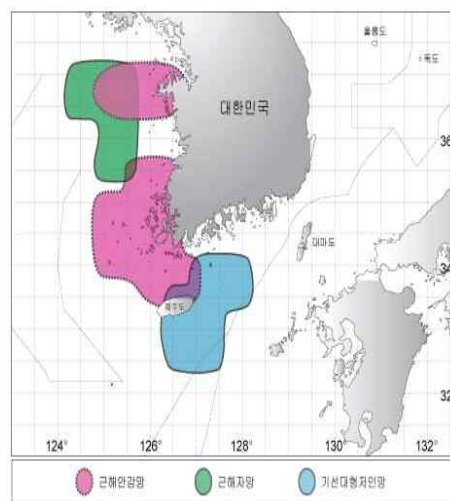 울릉도
독도
대한민국
36
대마도
34
제주도
32
124° 126° 128° 130° 132°
근해안강망 근해자망 기선대형저인망